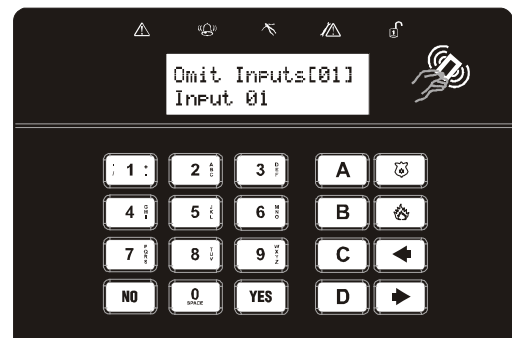 Omit Inputs[01]
Input 01
1 2 ABC 3 DEF A
4 GHI 5 JKL 6 MNO B
7 PQRS 8 TUV 9 WXYZ C
NO 0 SPACE YES D